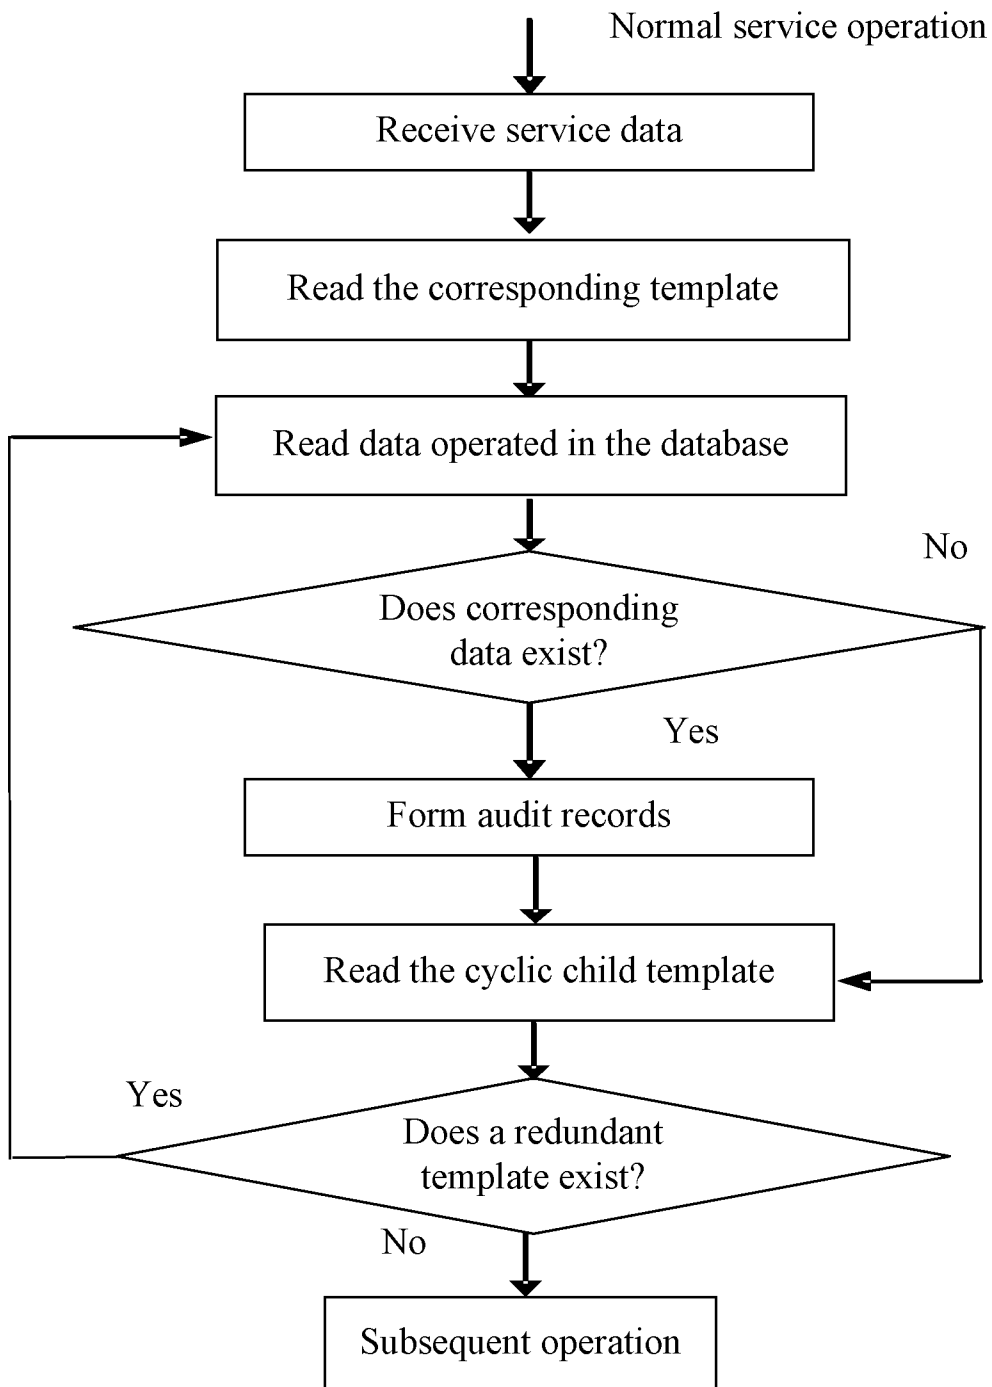 Normal service operation
Receive service data
Read the corresponding template
Read data operated in the database
No
Does corresponding
data exist?
Yes
Form audit records
Read the cyclic child template
Yes
Does a redundant
template exist?
No
Subsequent operation